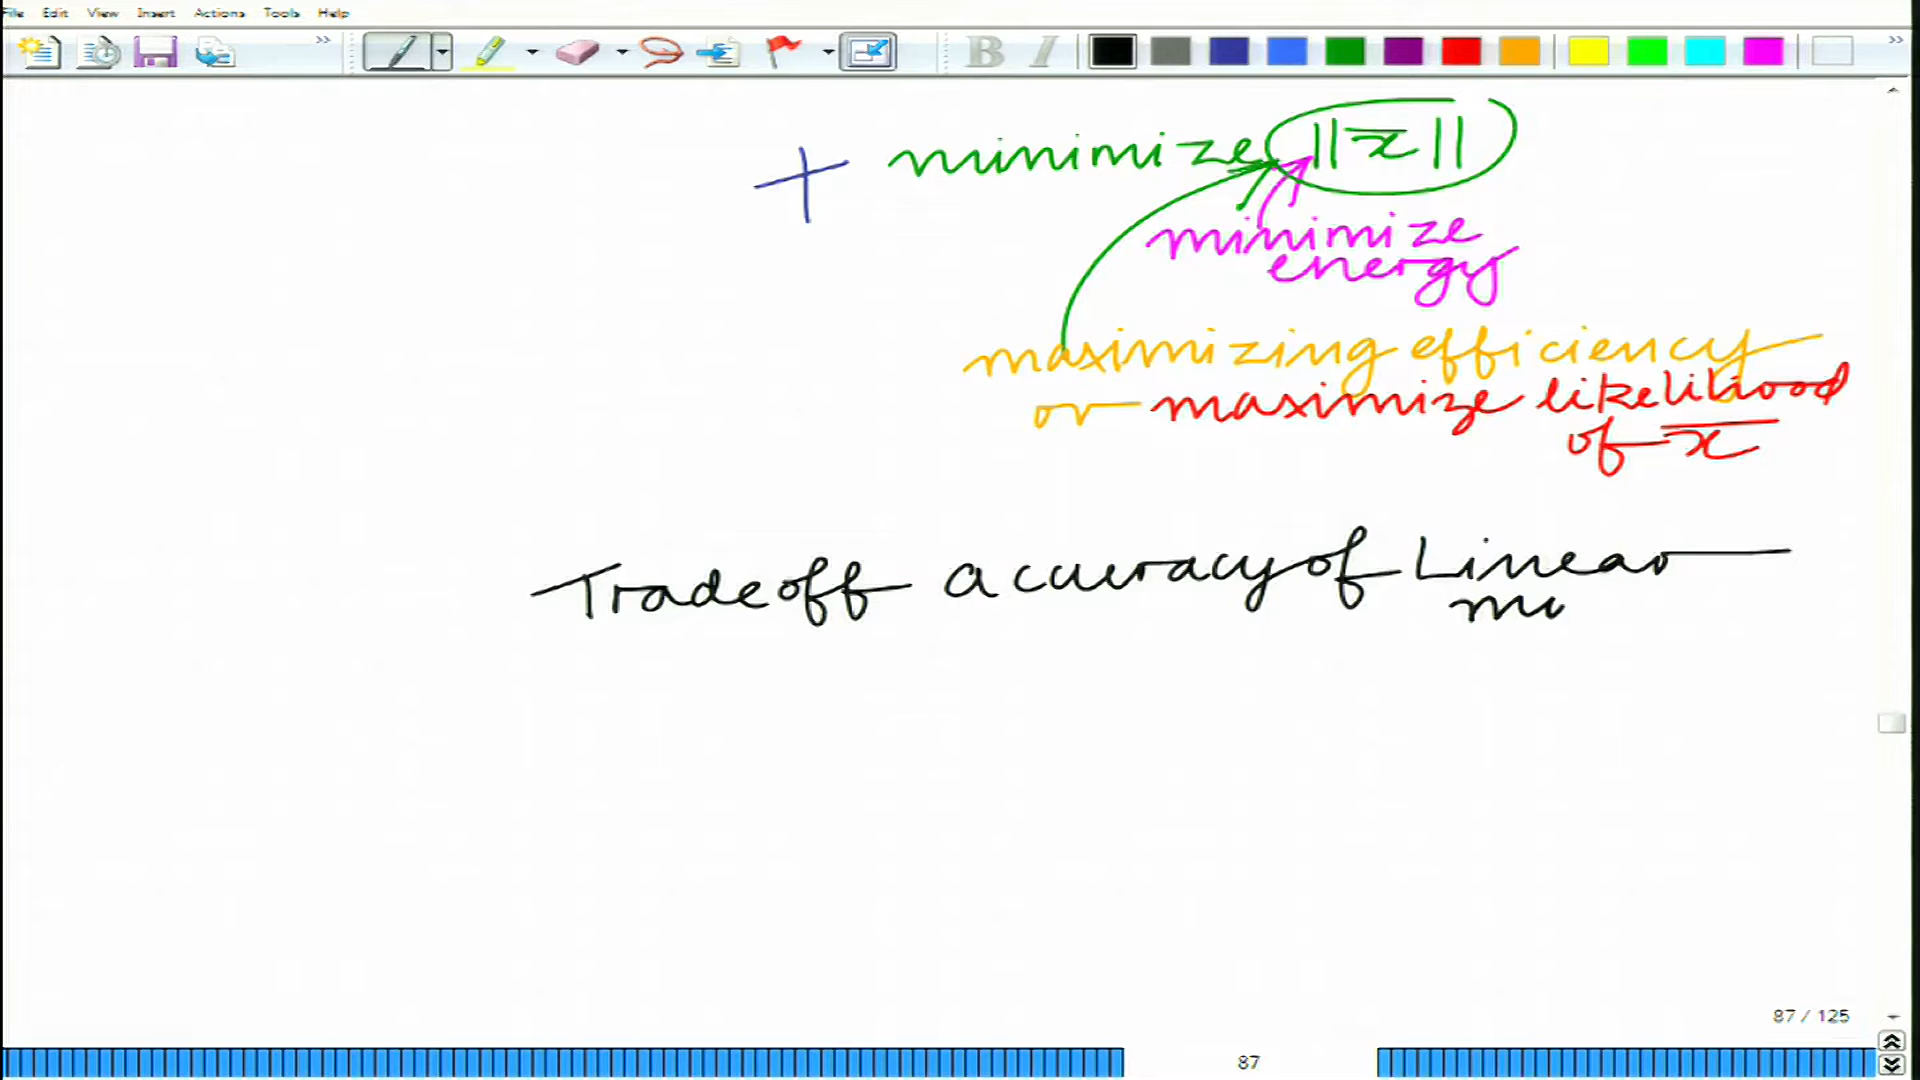 File Edit View Insert Actions Tools Help
B I
+ minimize ||x̄||
minimize
energy
maximizing efficiency
or maximize likelihood
of x̄
Tradeoff accuracy of Linear
mo
87 / 125
87